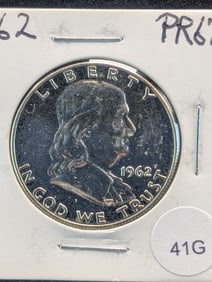 62 PR67
LIBERTY
1962
IN GOD WE TRUST
41G